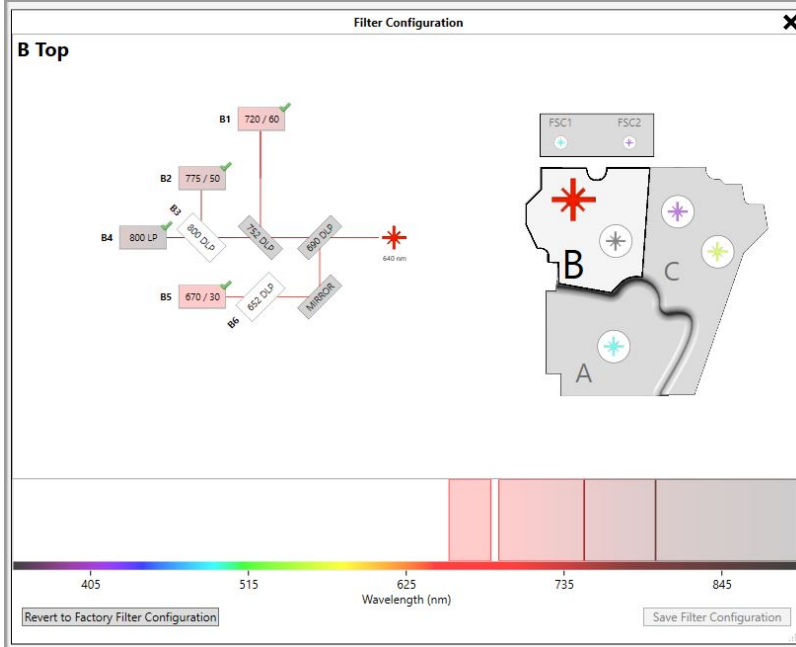 Filter Configuration
B Top
B1
720 / 60
B2
775 / 50
B3
800 DLP
B4
800 LP
752 DLP
690 DLP
640 nm
B5
670 / 30
B6
652 DLP
MIRROR
FSC1
FSC2
B
C
A
405
515
625
735
845
Wavelength (nm)
Revert to Factory Filter Configuration
Save Filter Configuration